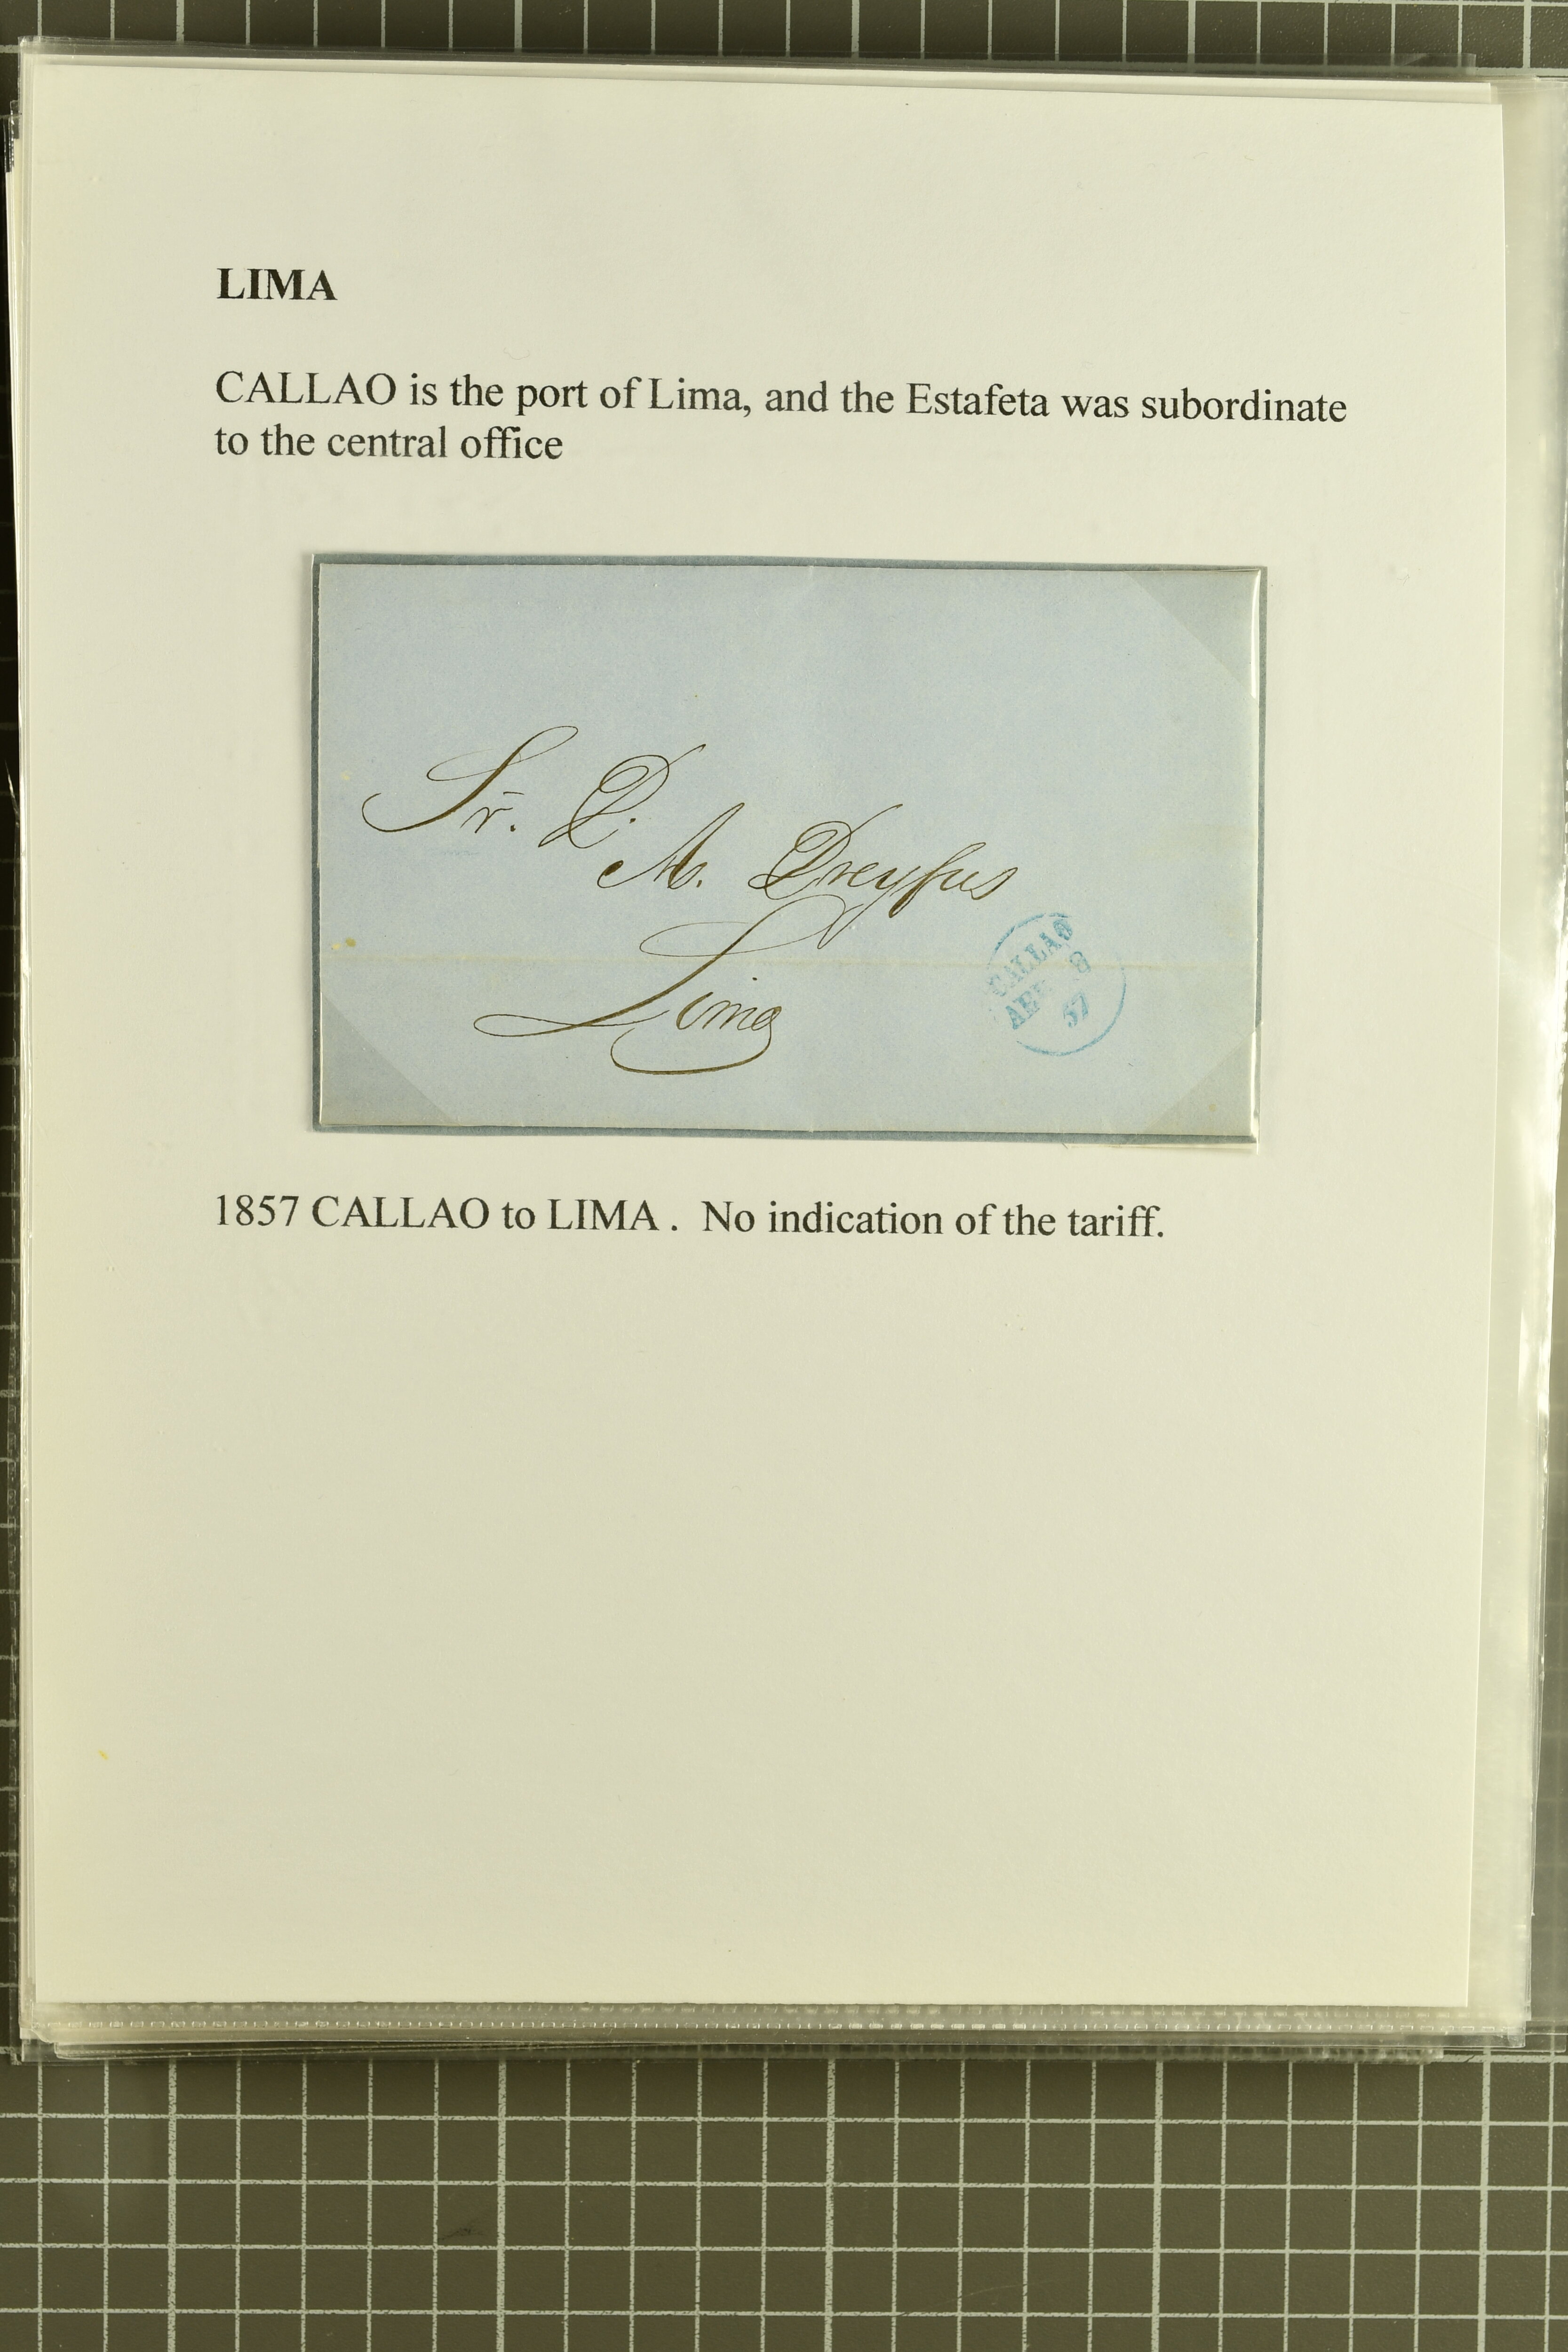 LIMA
CALLAO is the port of Lima, and the Estafeta was subordinate
to the central office
Sr. D.
M. Dreyfus
Lima
CALLAO
8
57
1857 CALLAO to LIMA . No indication of the tariff.